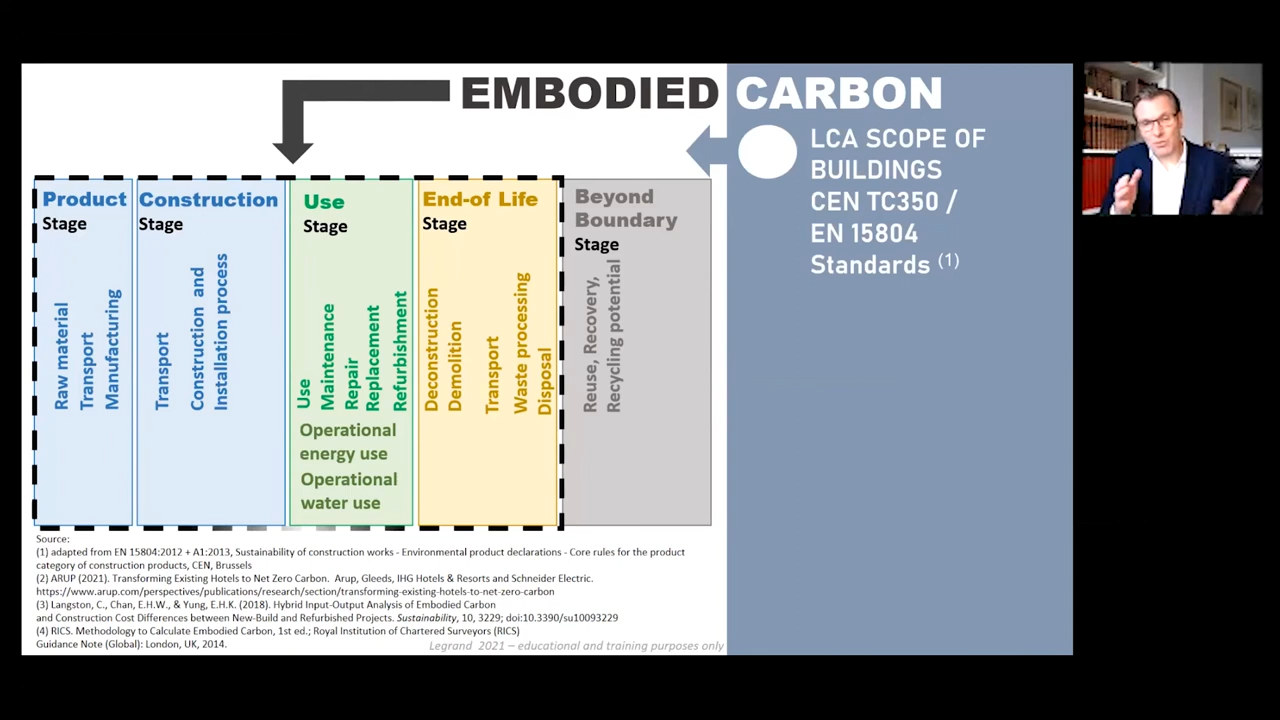 EMBODIED CARBON
LCA SCOPE OF
BUILDINGS
CEN TC350 /
EN 15804
Standards (1)
Product
Stage
Raw material
Transport
Manufacturing
Construction
Stage
Transport
Construction and
Installation process
Use
Stage
Use
Maintenance
Repair
Replacement
Refurbishment
Operational
energy use
Operational
water use
End-of Life
Stage
Deconstruction
Demolition
Transport
Waste processing
Disposal
Beyond
Boundary
Stage
Reuse, Recovery,
Recycling potential
Source:
(1) adapted from EN 15804:2012 + A1:2013, Sustainability of construction works - Environmental product declarations - Core rules for the product
category of construction products, CEN, Brussels
(2) ARUP (2021). Transforming Existing Hotels to Net Zero Carbon. Arup, Gleeds, IHG Hotels & Resorts and Schneider Electric.
https://www.arup.com/perspectives/publications/research/section/transforming-existing-hotels-to-net-zero-carbon
(3) Langston, C., Chan, E.H.W., & Yung, E.H.K. (2018). Hybrid Input-Output Analysis of Embodied Carbon
and Construction Cost Differences between New-Build and Refurbished Projects. Sustainability, 10, 3229; doi:10.3390/su10093229
(4) RICS. Methodology to Calculate Embodied Carbon, 1st ed.; Royal Institution of Chartered Surveyors (RICS)
Guidance Note (Global): London, UK, 2014.
Legrand 2021 – educational and training purposes only